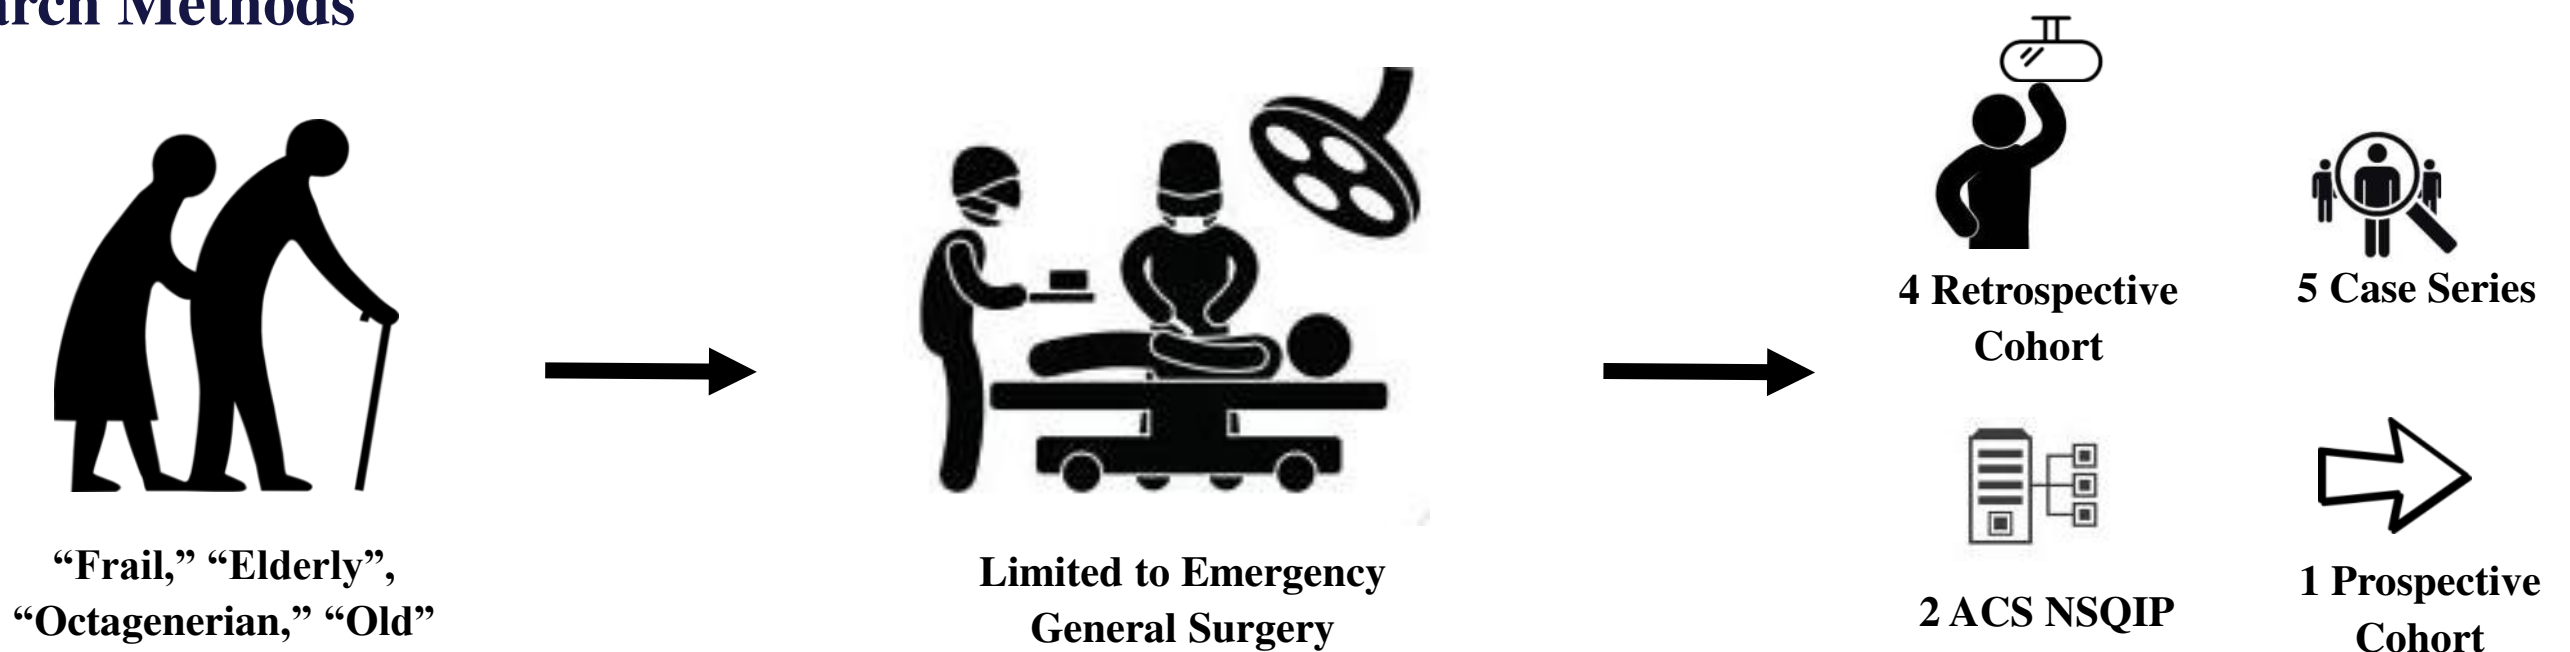 arch Methods
“Frail,” “Elderly”,
“Octagenerian,” “Old”
Limited to Emergency
General Surgery
4 Retrospective
Cohort
5 Case Series
2 ACS NSQIP
1 Prospective
Cohort